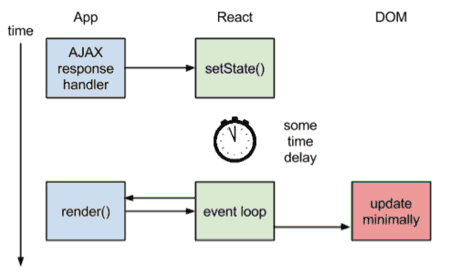 App
React
DOM
time
AJAX
response
handler
setState()
some
time
delay
render()
event loop
update
minimally